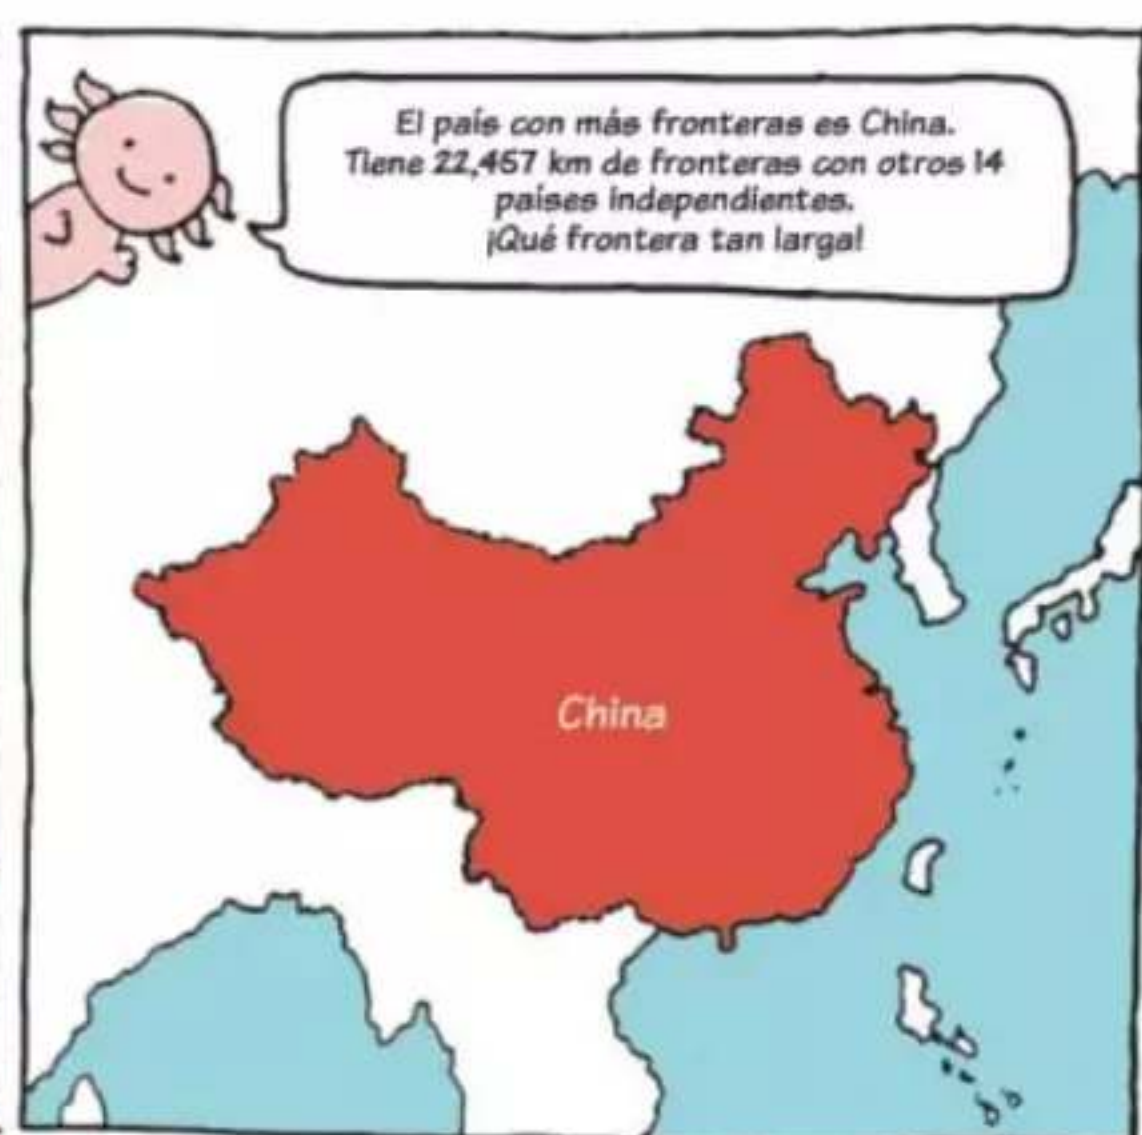 El país con más fronteras es China.
Tiene 22,457 km de fronteras con otros 14
países independientes.
¡Qué frontera tan larga!
China